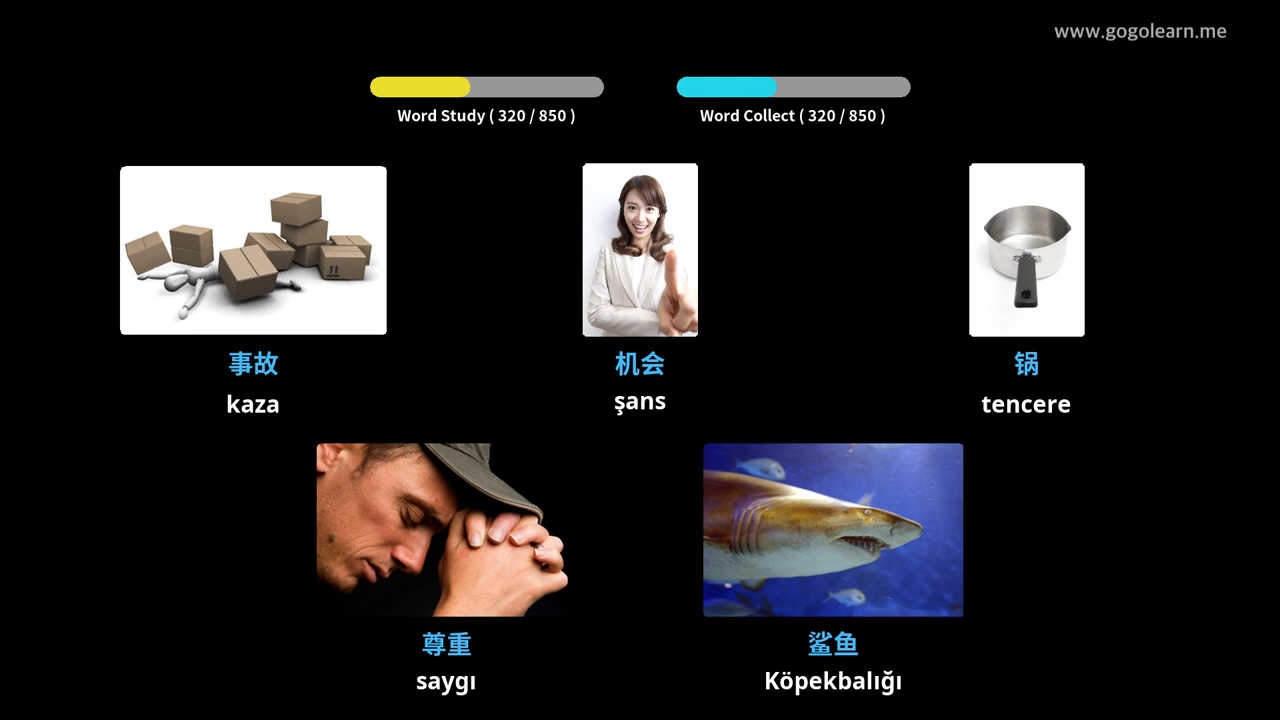 www.gogolearn.me
Word Study ( 320 / 850 )
Word Collect ( 320 / 850 )
事故
kaza
机会
şans
锅
tencere
尊重
saygı
鲨鱼
Köpekbalığı